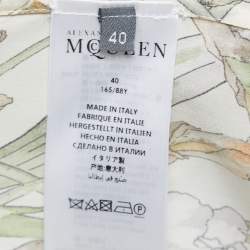 40
ALEXANDER
McQUEEN
40
165/88Y
MADE IN ITALY
FABRIQUE EN ITALIE
HERGESTELLT IN ITALIEN
HECHO EN ITALIA
СДЕЛАНО В ИТАЛИИ
イタリア製
产地:意大利
صنع في إيطاليا